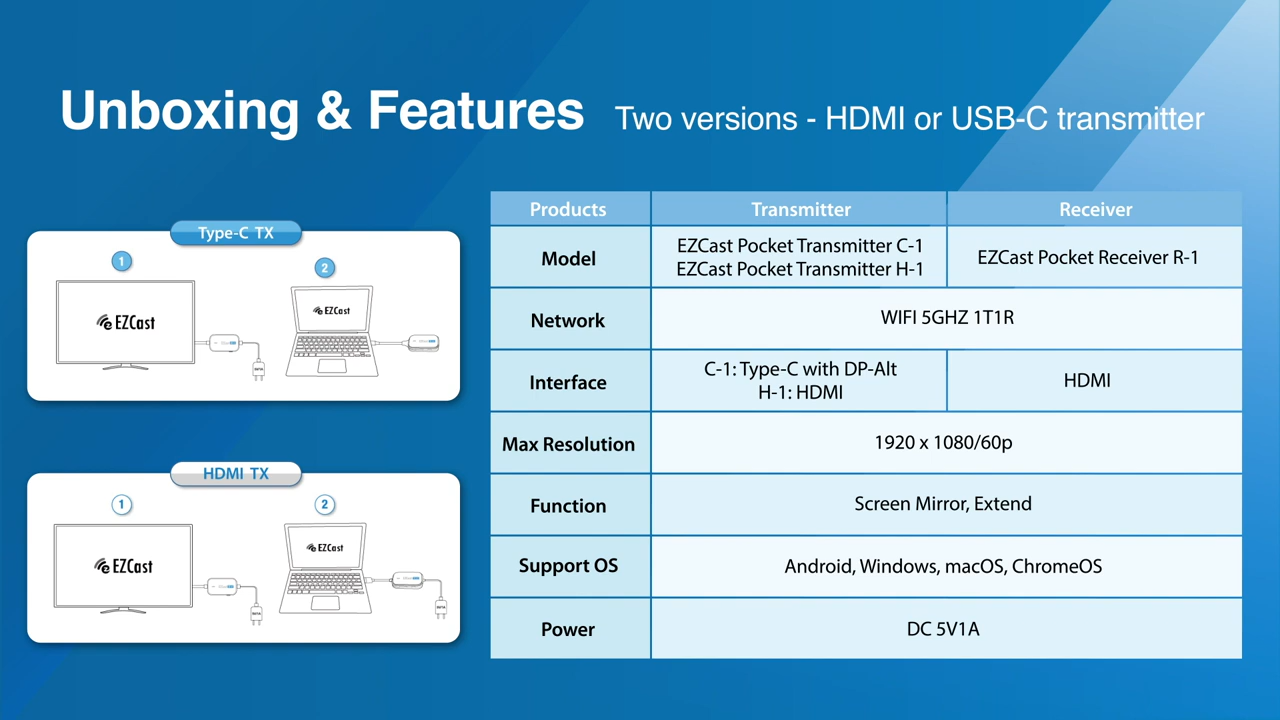 Unboxing & Features Two versions - HDMI or USB-C transmitter
Type-C TX
1
2
EZCast
EZCast
HDMI TX
1
2
EZCast
EZCast
Products Transmitter Receiver
Model
EZCast Pocket Transmitter C-1
EZCast Pocket Transmitter H-1
EZCast Pocket Receiver R-1
Network WIFI 5GHZ 1T1R
Interface
C-1: Type-C with DP-Alt
H-1: HDMI
HDMI
Max Resolution 1920 x 1080/60p
Function Screen Mirror, Extend
Support OS Android, Windows, macOS, ChromeOS
Power DC 5V1A